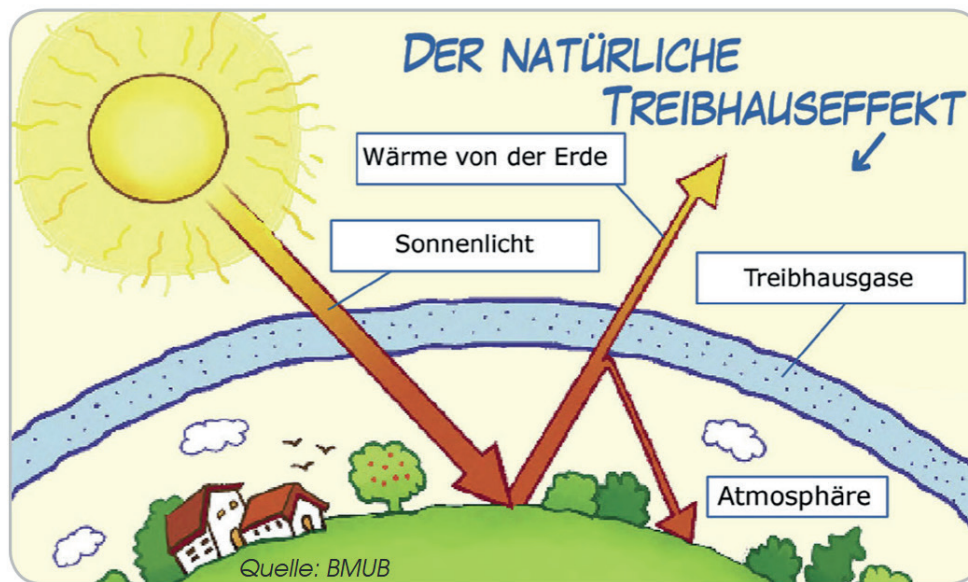 DER NATÜRLICHE
TREIBHAUSEFFEKT
Wärme von der Erde
Sonnenlicht
Treibhausgase
Atmosphäre
Quelle: BMUB